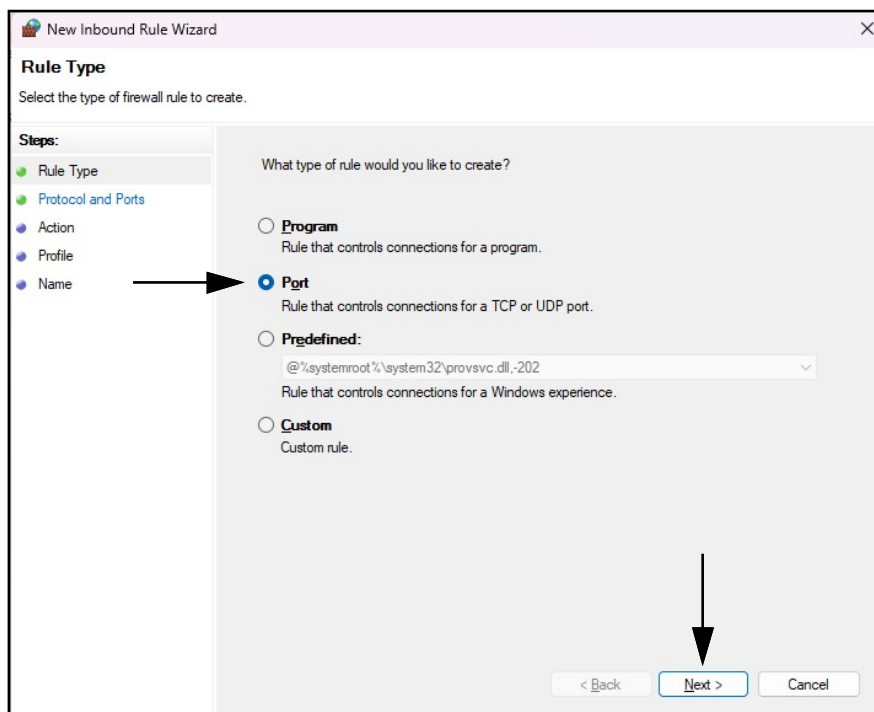 New Inbound Rule Wizard
Rule Type
Select the type of firewall rule to create.
Steps:
Rule Type
Protocol and Ports
Action
Profile
Name
What type of rule would you like to create?
Program
Rule that controls connections for a program.
Port
Rule that controls connections for a TCP or UDP port.
Predefined:
@%systemroot%\system32\provsvc.dll,-202
Rule that controls connections for a Windows experience.
Custom
Custom rule.
< Back
Next >
Cancel